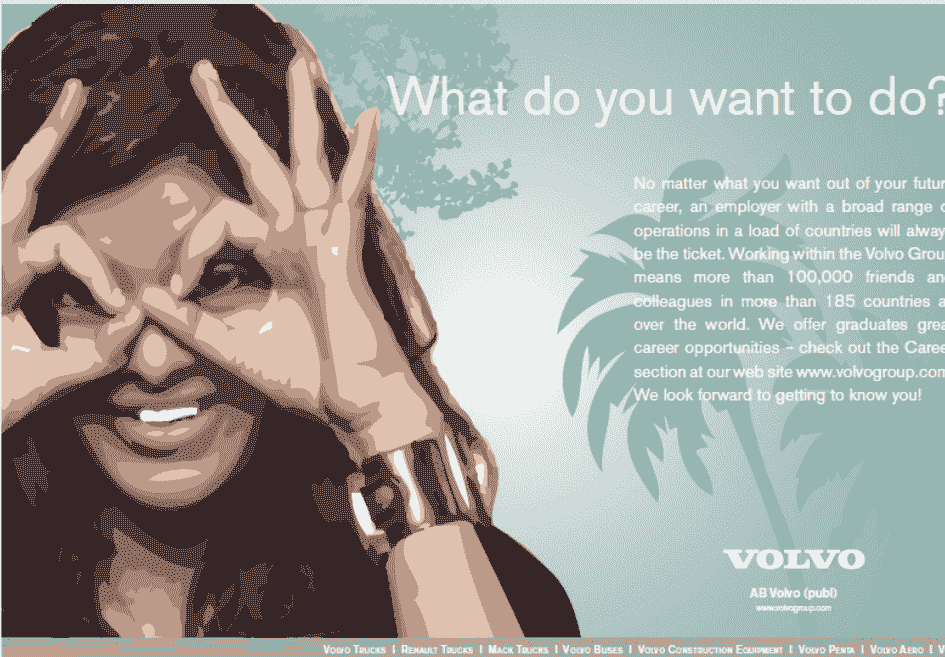 What do you want to do?
No matter what you want out of your futur
career, an employer with a broad range o
operations in a load of countries will alway
be the ticket. Working within the Volvo Grou
means more than 100,000 friends an
colleagues in more than 185 countries a
over the world. We offer graduates grea
career opportunities - check out the Caree
section at our web site www.volvogroup.com
We look forward to getting to know you!
VOLVO
AB Volvo (publ)
www.volvogroup.com
Volvo Trucks | Renault Trucks | Mack Trucks | Volvo Buses | Volvo Construction Equipment | Volvo Penta | Volvo Aero | V